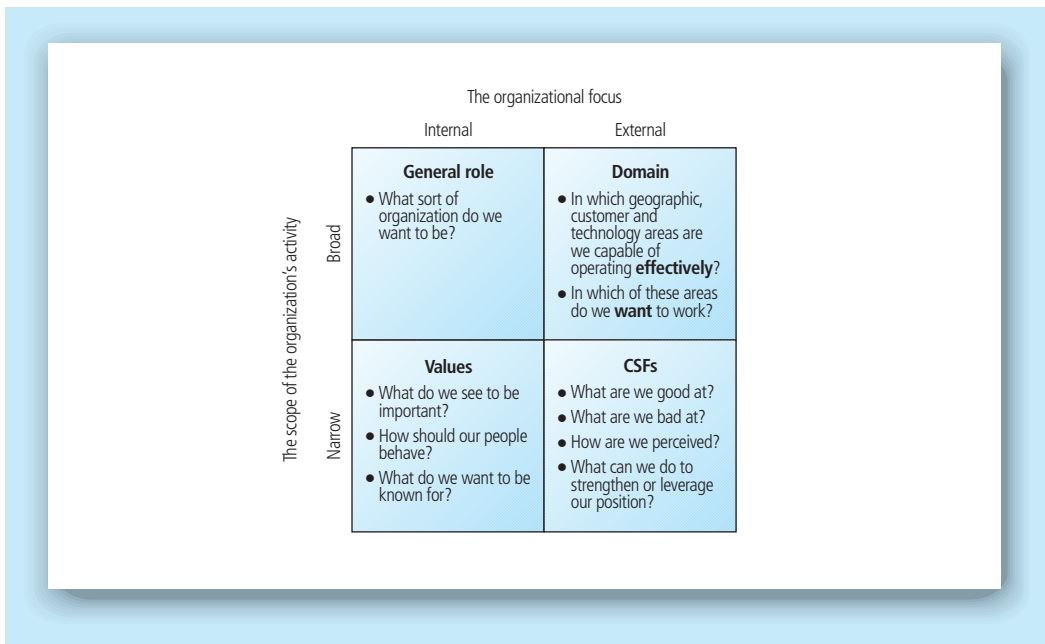 The organizational focus
Internal
External
The scope of the organization's activity
Broad
General role
● What sort of
organization do we
want to be?
Domain
● In which geographic,
customer and
technology areas are
we capable of
operating effectively?
● In which of these areas
do we want to work?
Narrow
Values
● What do we see to be
important?
● How should our people
behave?
● What do we want to be
known for?
CSFs
● What are we good at?
● What are we bad at?
● How are we perceived?
● What can we do to
strengthen or leverage
our position?